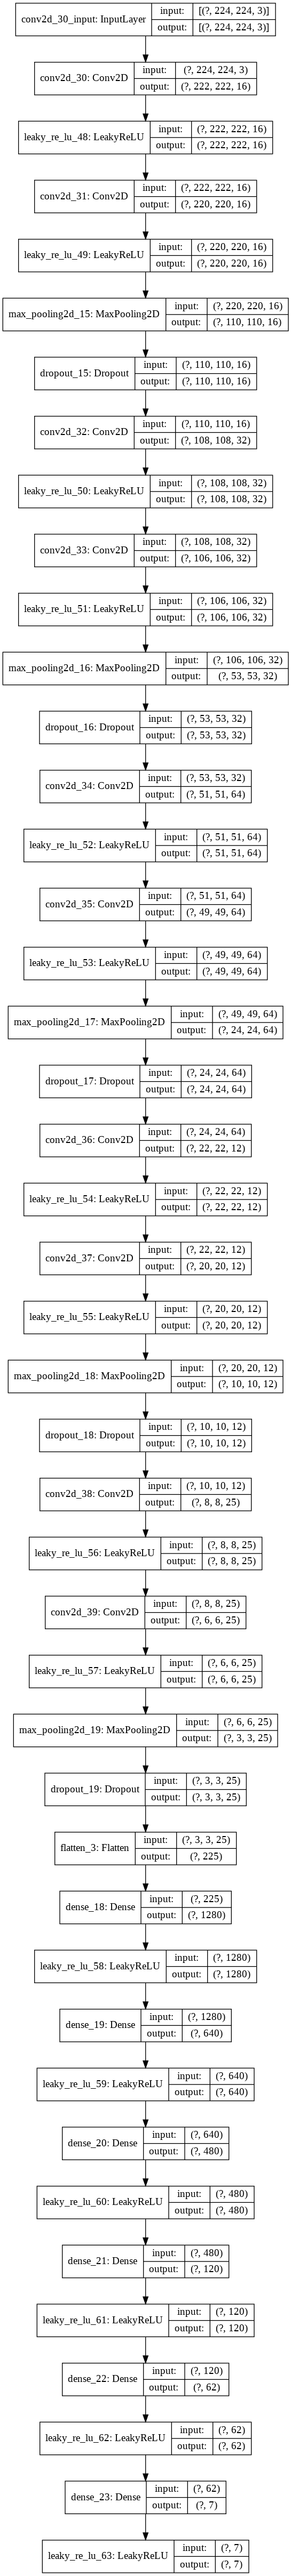 conv2d_30_input: InputLayer
input: [(?, 224, 224, 3)]
output: [(?, 224, 224, 3)]
conv2d_30: Conv2D
input: (?, 224, 224, 3)
output: (?, 222, 222, 16)
leaky_re_lu_48: LeakyReLU
input: (?, 222, 222, 16)
output: (?, 222, 222, 16)
conv2d_31: Conv2D
input: (?, 222, 222, 16)
output: (?, 220, 220, 16)
leaky_re_lu_49: LeakyReLU
input: (?, 220, 220, 16)
output: (?, 220, 220, 16)
max_pooling2d_15: MaxPooling2D
input: (?, 220, 220, 16)
output: (?, 110, 110, 16)
dropout_15: Dropout
input: (?, 110, 110, 16)
output: (?, 110, 110, 16)
conv2d_32: Conv2D
input: (?, 110, 110, 16)
output: (?, 108, 108, 32)
leaky_re_lu_50: LeakyReLU
input: (?, 108, 108, 32)
output: (?, 108, 108, 32)
conv2d_33: Conv2D
input: (?, 108, 108, 32)
output: (?, 106, 106, 32)
leaky_re_lu_51: LeakyReLU
input: (?, 106, 106, 32)
output: (?, 106, 106, 32)
max_pooling2d_16: MaxPooling2D
input: (?, 106, 106, 32)
output: (?, 53, 53, 32)
dropout_16: Dropout
input: (?, 53, 53, 32)
output: (?, 53, 53, 32)
conv2d_34: Conv2D
input: (?, 53, 53, 32)
output: (?, 51, 51, 64)
leaky_re_lu_52: LeakyReLU
input: (?, 51, 51, 64)
output: (?, 51, 51, 64)
conv2d_35: Conv2D
input: (?, 51, 51, 64)
output: (?, 49, 49, 64)
leaky_re_lu_53: LeakyReLU
input: (?, 49, 49, 64)
output: (?, 49, 49, 64)
max_pooling2d_17: MaxPooling2D
input: (?, 49, 49, 64)
output: (?, 24, 24, 64)
dropout_17: Dropout
input: (?, 24, 24, 64)
output: (?, 24, 24, 64)
conv2d_36: Conv2D
input: (?, 24, 24, 64)
output: (?, 22, 22, 12)
leaky_re_lu_54: LeakyReLU
input: (?, 22, 22, 12)
output: (?, 22, 22, 12)
conv2d_37: Conv2D
input: (?, 22, 22, 12)
output: (?, 20, 20, 12)
leaky_re_lu_55: LeakyReLU
input: (?, 20, 20, 12)
output: (?, 20, 20, 12)
max_pooling2d_18: MaxPooling2D
input: (?, 20, 20, 12)
output: (?, 10, 10, 12)
dropout_18: Dropout
input: (?, 10, 10, 12)
output: (?, 10, 10, 12)
conv2d_38: Conv2D
input: (?, 10, 10, 12)
output: (?, 8, 8, 25)
leaky_re_lu_56: LeakyReLU
input: (?, 8, 8, 25)
output: (?, 8, 8, 25)
conv2d_39: Conv2D
input: (?, 8, 8, 25)
output: (?, 6, 6, 25)
leaky_re_lu_57: LeakyReLU
input: (?, 6, 6, 25)
output: (?, 6, 6, 25)
max_pooling2d_19: MaxPooling2D
input: (?, 6, 6, 25)
output: (?, 3, 3, 25)
dropout_19: Dropout
input: (?, 3, 3, 25)
output: (?, 3, 3, 25)
flatten_3: Flatten
input: (?, 3, 3, 25)
output: (?, 225)
dense_18: Dense
input: (?, 225)
output: (?, 1280)
leaky_re_lu_58: LeakyReLU
input: (?, 1280)
output: (?, 1280)
dense_19: Dense
input: (?, 1280)
output: (?, 640)
leaky_re_lu_59: LeakyReLU
input: (?, 640)
output: (?, 640)
dense_20: Dense
input: (?, 640)
output: (?, 480)
leaky_re_lu_60: LeakyReLU
input: (?, 480)
output: (?, 480)
dense_21: Dense
input: (?, 480)
output: (?, 120)
leaky_re_lu_61: LeakyReLU
input: (?, 120)
output: (?, 120)
dense_22: Dense
input: (?, 120)
output: (?, 62)
leaky_re_lu_62: LeakyReLU
input: (?, 62)
output: (?, 62)
dense_23: Dense
input: (?, 62)
output: (?, 7)
leaky_re_lu_63: LeakyReLU
input: (?, 7)
output: (?, 7)